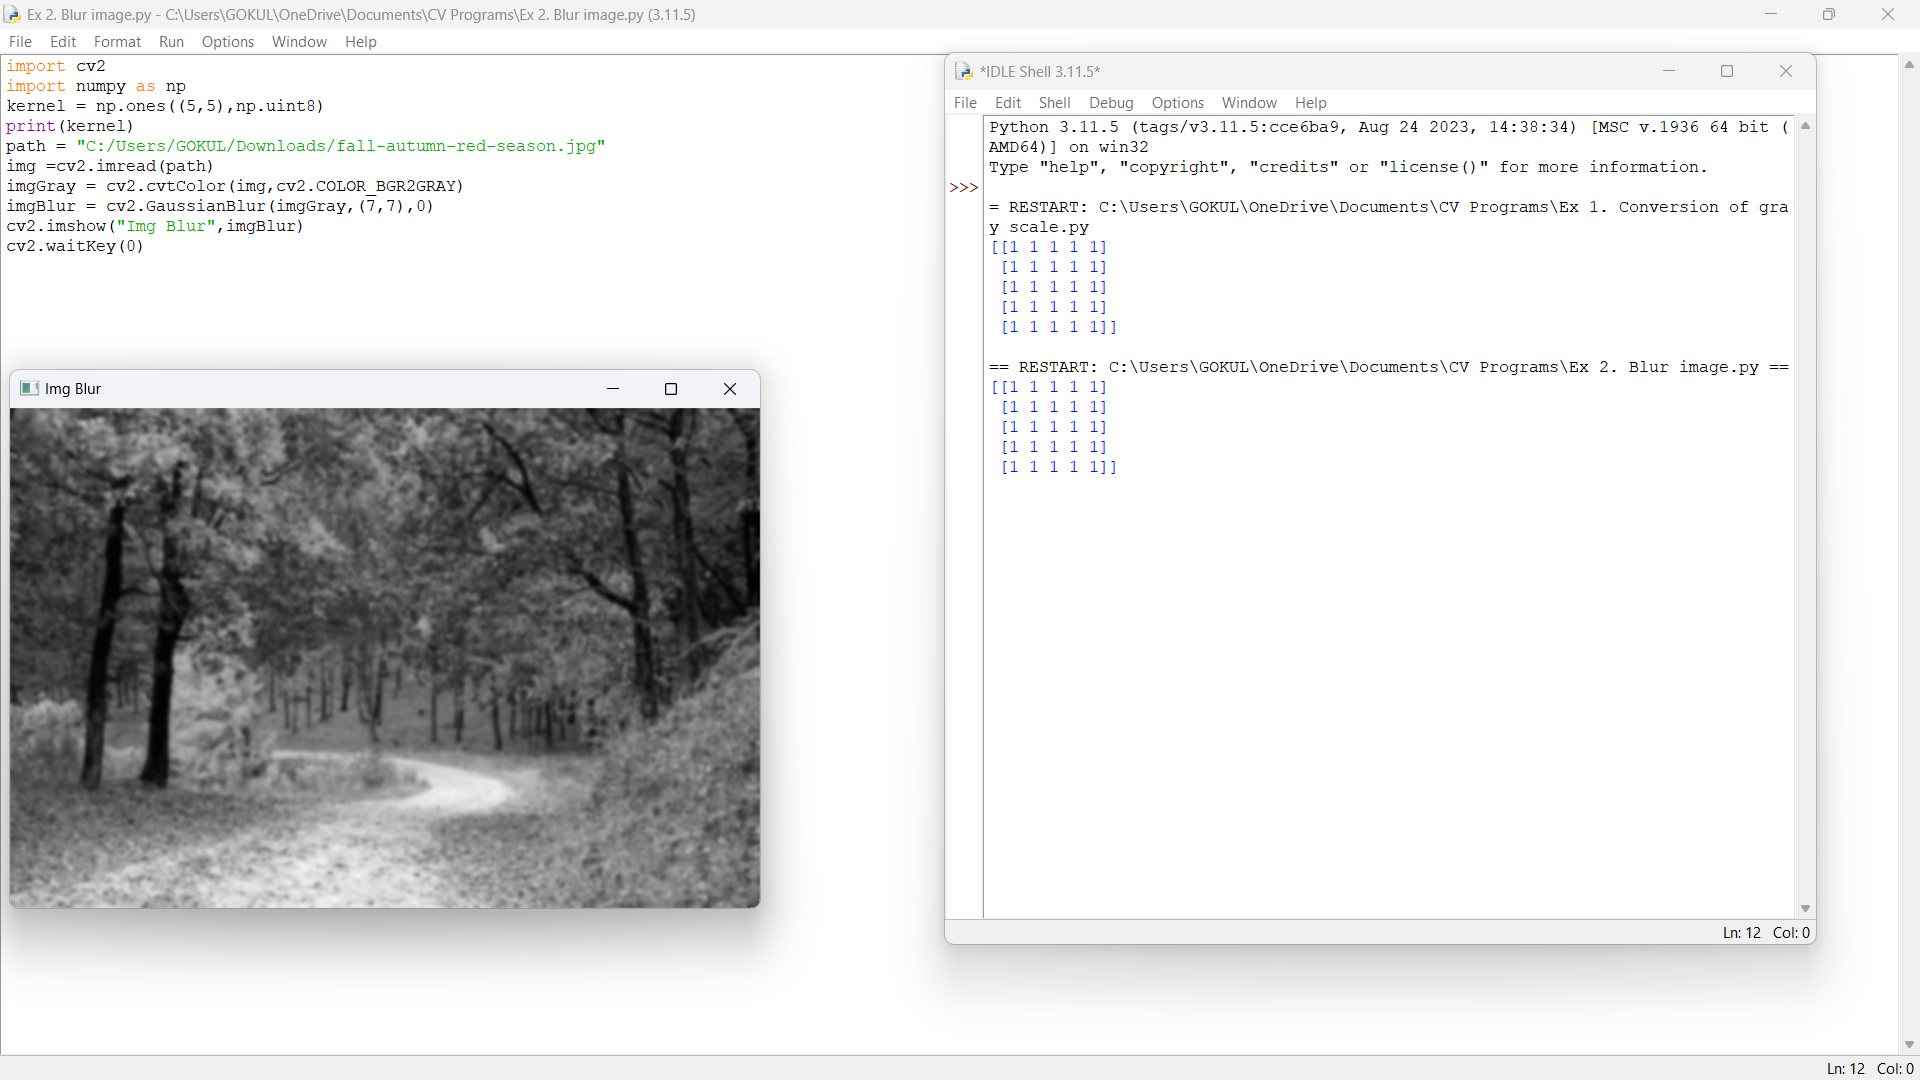 Ex 2. Blur image.py - C:\Users\GOKUL\OneDrive\Documents\CV Programs\Ex 2. Blur image.py (3.11.5)
File Edit Format Run Options Window Help
import cv2
import numpy as np
kernel = np.ones((5,5),np.uint8)
print(kernel)
path = "C:/Users/GOKUL/Downloads/fall-autumn-red-season.jpg"
img =cv2.imread(path)
imgGray = cv2.cvtColor(img,cv2.COLOR_BGR2GRAY)
imgBlur = cv2.GaussianBlur(imgGray,(7,7),0)
cv2.imshow("Img Blur",imgBlur)
cv2.waitKey(0)
Img Blur
*IDLE Shell 3.11.5*
File Edit Shell Debug Options Window Help
Python 3.11.5 (tags/v3.11.5:cce6ba9, Aug 24 2023, 14:38:34) [MSC v.1936 64 bit (
AMD64)] on win32
Type "help", "copyright", "credits" or "license()" for more information.
>>>
= RESTART: C:\Users\GOKUL\OneDrive\Documents\CV Programs\Ex 1. Conversion of gra
y scale.py
[[1 1 1 1 1]
[1 1 1 1 1]
[1 1 1 1 1]
[1 1 1 1 1]
[1 1 1 1 1]]
== RESTART: C:\Users\GOKUL\OneDrive\Documents\CV Programs\Ex 2. Blur image.py ==
[[1 1 1 1 1]
[1 1 1 1 1]
[1 1 1 1 1]
[1 1 1 1 1]
[1 1 1 1 1]]
Ln: 12 Col: 0
Ln: 12 Col: 0